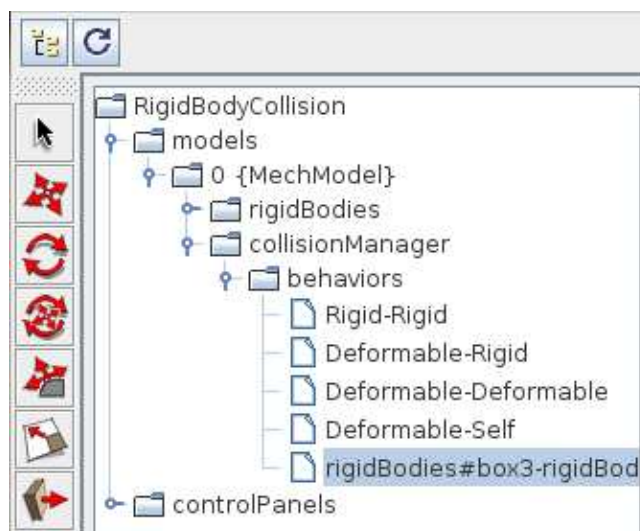 RigidBodyCollision
models
0 {MechModel}
rigidBodies
collisionManager
behaviors
Rigid-Rigid
Deformable-Rigid
Deformable-Deformable
Deformable-Self
rigidBodies#box3-rigidBod
controlPanels